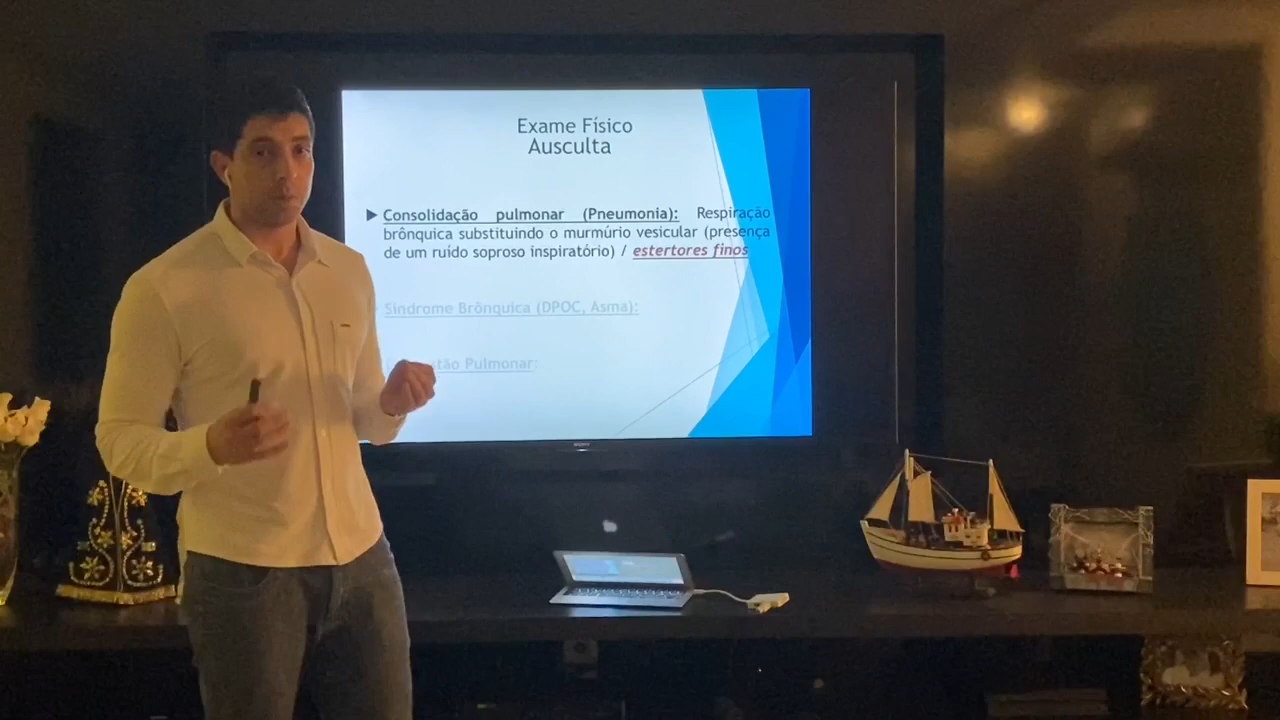 Exame Físico
Ausculta
Consolidação pulmonar (Pneumonia): Respiração
brônquica substituindo o murmúrio vesicular (presença
de um ruído soproso inspiratório) / estertores finos
Síndrome Brônquica (DPOC, Asma):
Pulmonar:
SONY